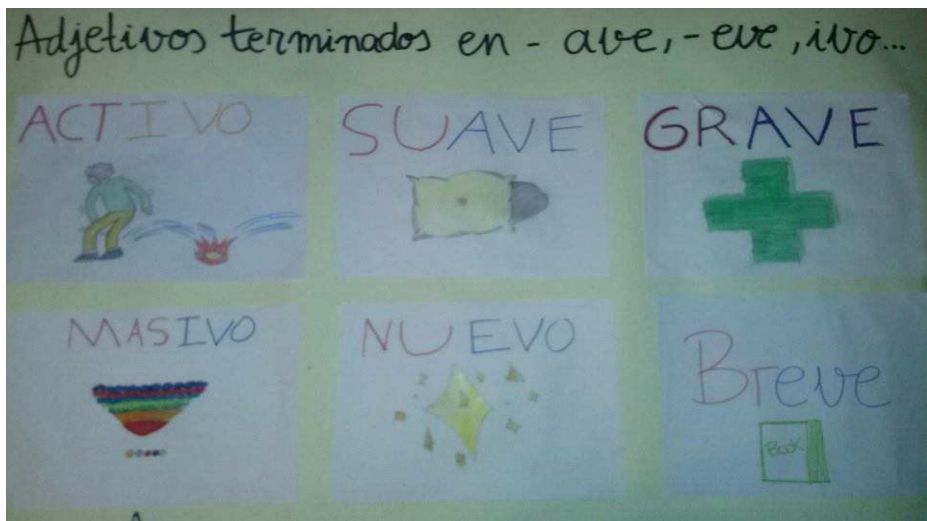 Adjetivos terminados en - ave, - eve, ivo...
ACTIVO
SUAVE
GRAVE
MASIVO
NUEVO
Breve
Book